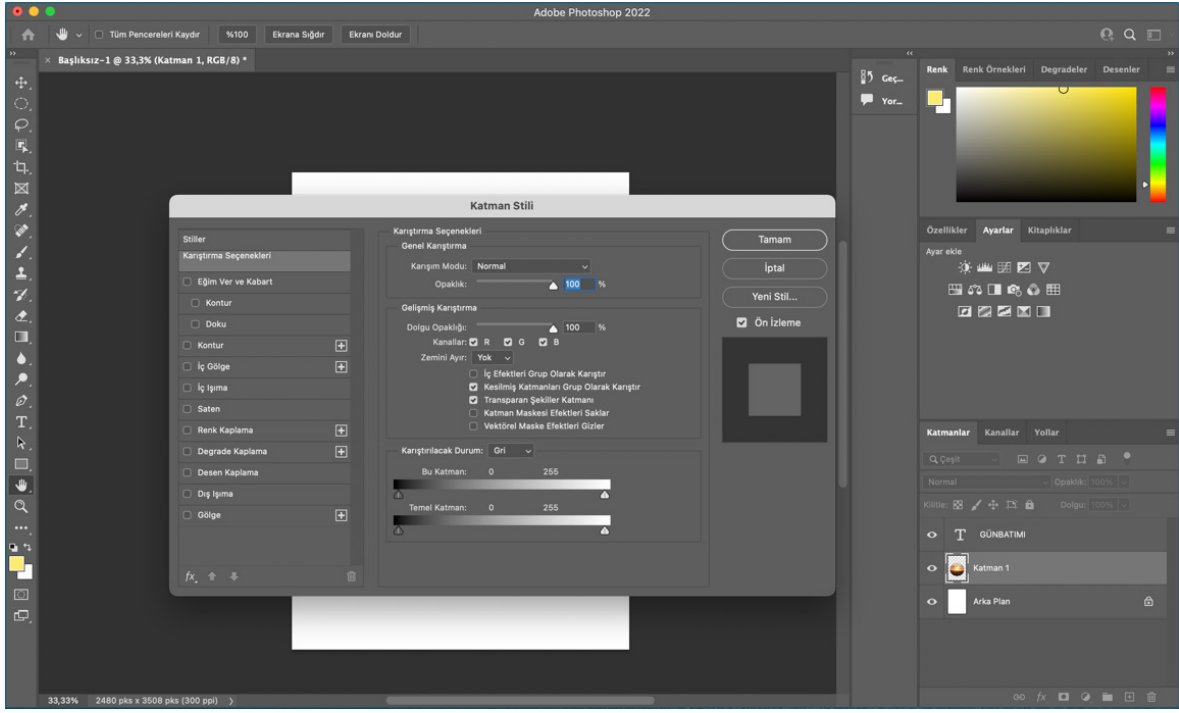 Adobe Photoshop 2022
Tüm Pencereleri Kaydır
%100
Ekrana Sığdır
Ekranı Doldur
× Başlıksız-1 @ 33,3% (Katman 1, RGB/8) *
Geç...
Yor...
Renk Renk Örnekleri Degradeler Desenler
Katman Stili
Stiller
Karıştırma Seçenekleri
Eğim Ver ve Kabart
Kontur
Doku
Kontur
İç Gölge
İç Işıma
Saten
Renk Kaplama
Degrade Kaplama
Desen Kaplama
Dış Işıma
Gölge
fx
Karıştırma Seçenekleri
Genel Karıştırma
Karışım Modu: Normal
Opaklık: 100 %
Gelişmiş Karıştırma
Dolgu Opaklığı: 100 %
Kanallar: R G B
Zemini Ayır: Yok
İç Efektleri Grup Olarak Karıştır
Kesilmiş Katmanları Grup Olarak Karıştır
Transparan Şekiller Katmanı
Katman Maskesi Efektleri Saklar
Vektörel Maske Efektleri Gizler
Karıştırılacak Durum: Gri
Bu Katman: 0 255
Temel Katman: 0 255
Tamam
İptal
Yeni Stil...
Ön İzleme
Özellikler Ayarlar Kitaplıklar
Ayar ekle
Katmanlar Kanallar Yollar
Çeşit
Normal Opaklık: 100%
Kilitle: Dolgu: 100%
T GÜNBATIMI
Katman 1
Arka Plan
fx
33,33% 2480 pks x 3508 pks (300 ppi)